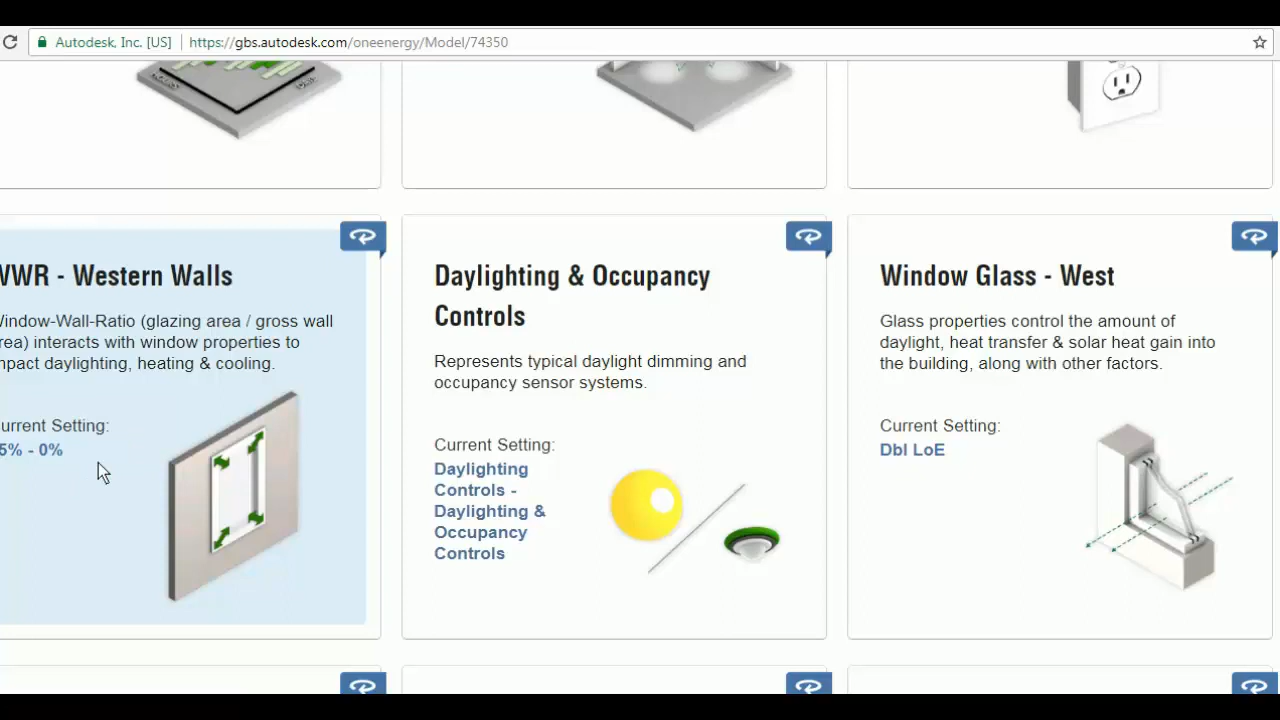 Autodesk, Inc. [US]
https://gbs.autodesk.com/oneenergy/Model/74350
WWR - Western Walls
Window-Wall-Ratio (glazing area / gross wall
area) interacts with window properties to
impact daylighting, heating & cooling.
Current Setting:
5% - 0%
Daylighting & Occupancy
Controls
Represents typical daylight dimming and
occupancy sensor systems.
Current Setting:
Daylighting
Controls -
Daylighting &
Occupancy
Controls
Window Glass - West
Glass properties control the amount of
daylight, heat transfer & solar heat gain into
the building, along with other factors.
Current Setting:
Dbl LoE